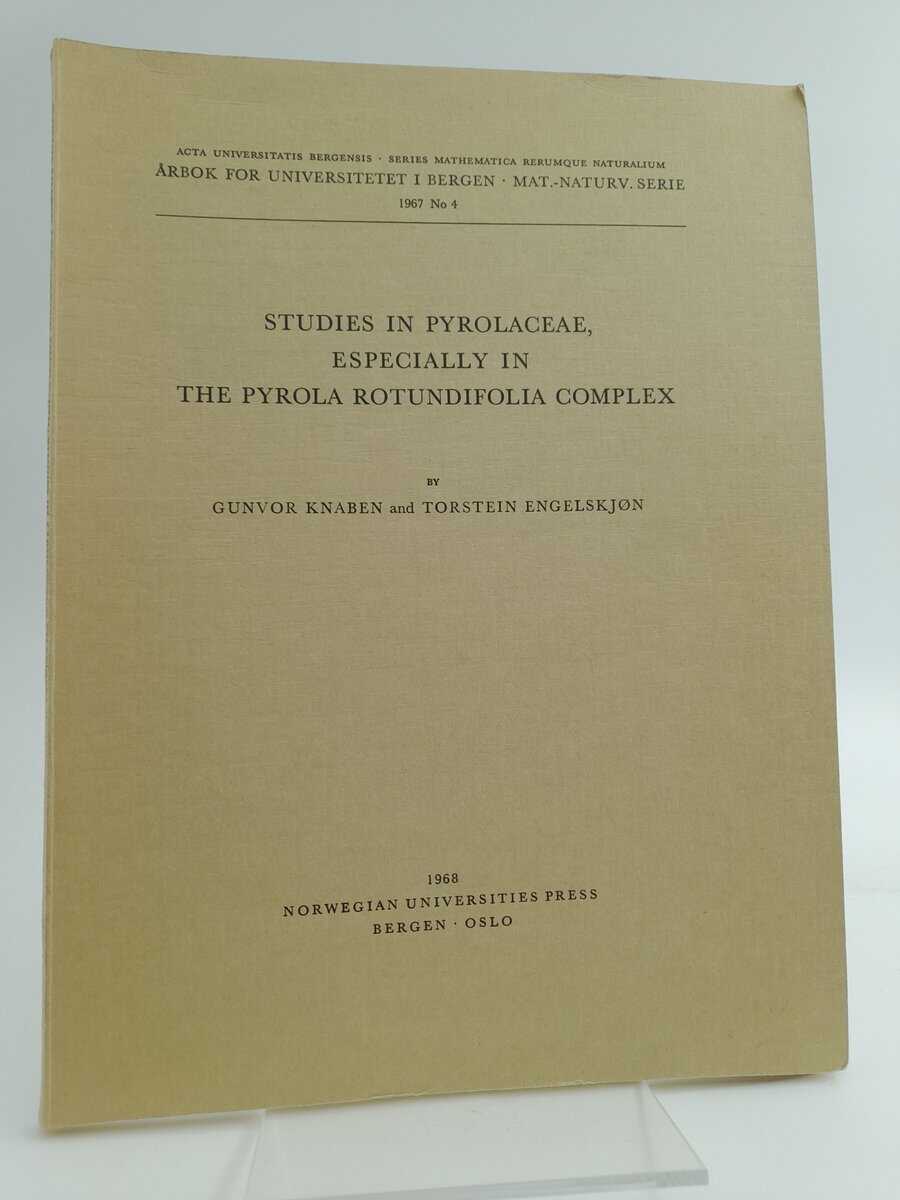 ACTA UNIVERSITATIS BERGENSIS · SERIES MATHEMATICA RERUMQUE NATURALIUM
ÅRBOK FOR UNIVERSITETET I BERGEN · MAT.-NATURV. SERIE
1967 No 4
STUDIES IN PYROLACEAE,
ESPECIALLY IN
THE PYROLA ROTUNDIFOLIA COMPLEX
BY
GUNVOR KNABEN and TORSTEIN ENGELSKJØN
1968
NORWEGIAN UNIVERSITIES PRESS
BERGEN · OSLO